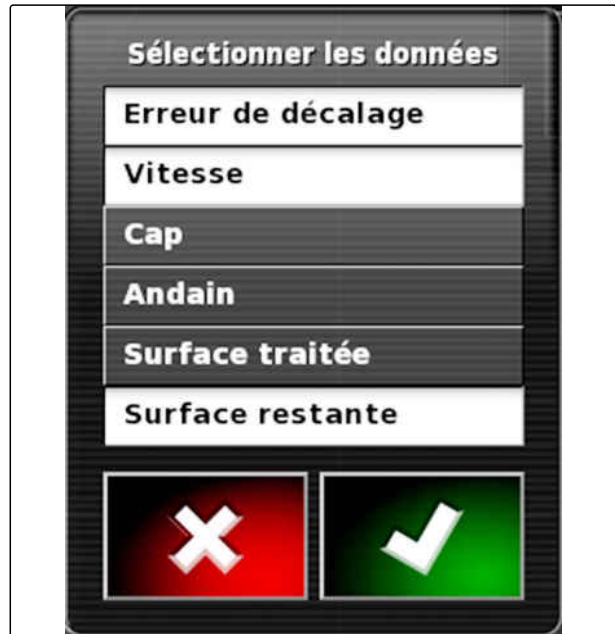 Sélectionner les données
Erreur de décalage
Vitesse
Cap
Andain
Surface traitée
Surface restante